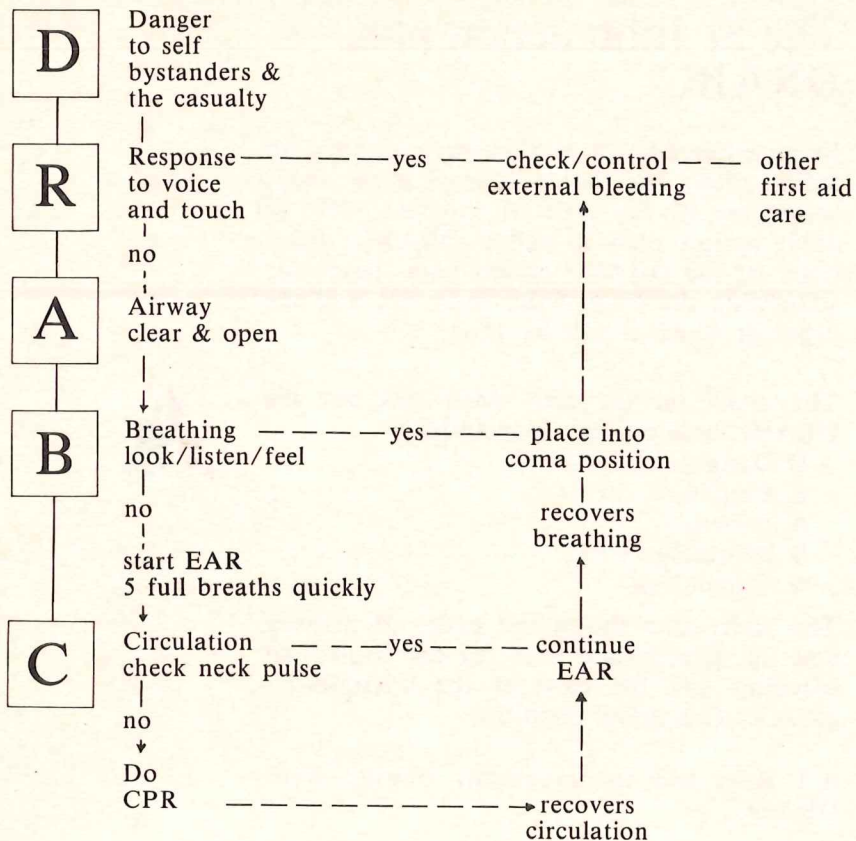 D
Danger
to self
bystanders &
the casualty
R
Response yes check/control other
to voice external bleeding first aid
and touch care
no
A
Airway
clear & open
B
Breathing yes place into
look/listen/feel coma position
no
recovers
breathing
start EAR
5 full breaths quickly
C
Circulation yes continue
check neck pulse EAR
no
Do
CPR recovers
circulation